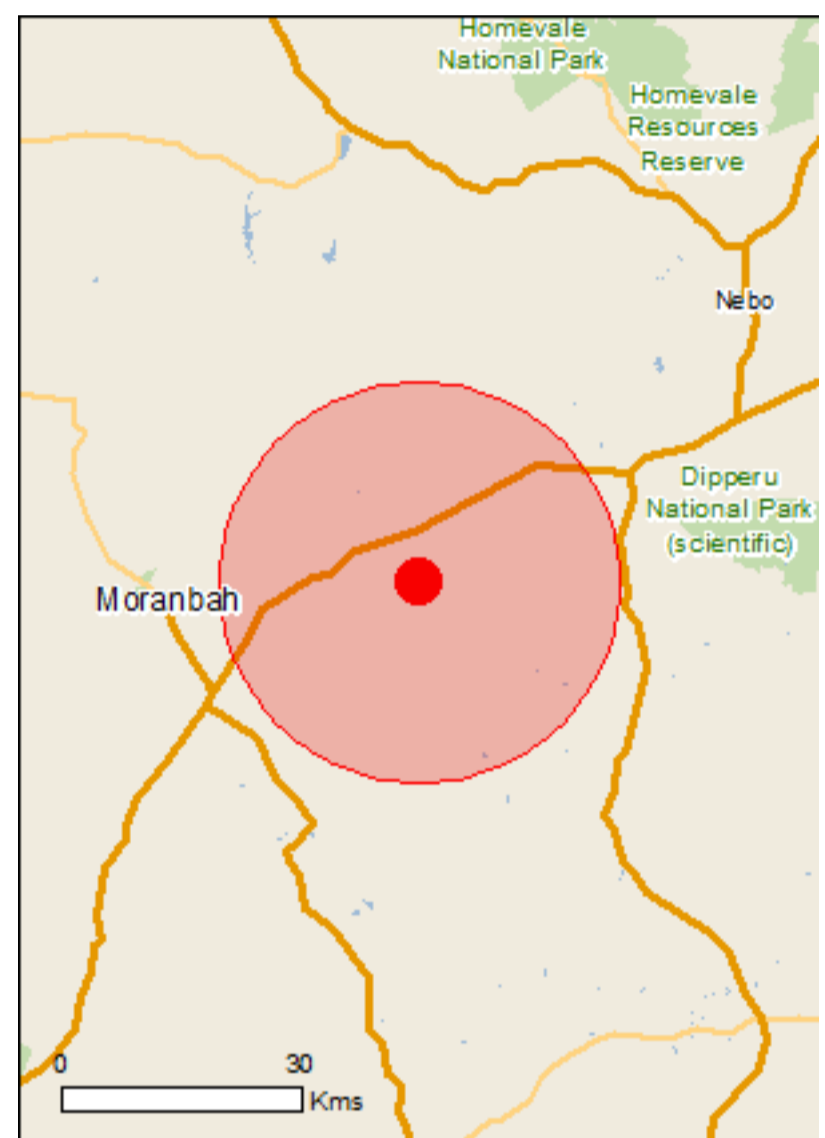 Homevale
National Park
Homevale
Resources
Reserve
Nebo
Dipperu
National Park
(scientific)
Moranbah
0 30
Kms